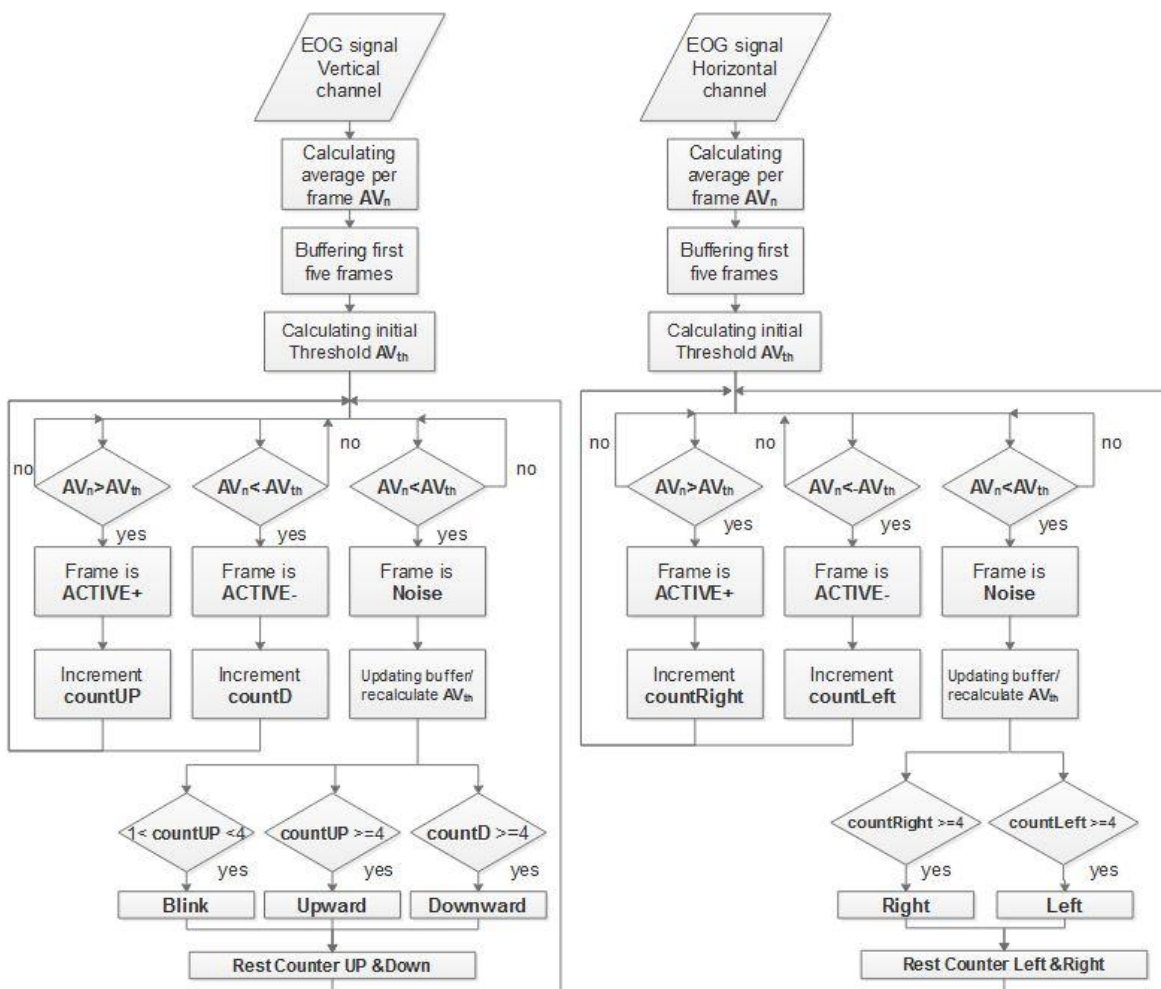 EOG signal
Vertical
channel
Calculating
average per
frame AVn
Buffering first
five frames
Calculating initial
Threshold AVth
no
no
no
AVn>AVth
AVn<-AVth
AVn<AVth
yes
yes
yes
Frame is
ACTIVE+
Frame is
ACTIVE-
Frame is
Noise
Increment
countUP
Increment
countD
Updating buffer/
recalculate AVth
1< countUP <4
countUP >=4
countD >=4
yes
yes
yes
Blink
Upward
Downward
Rest Counter UP &Down
EOG signal
Horizontal
channel
Calculating
average per
frame AVn
Buffering first
five frames
Calculating initial
Threshold AVth
no
no
no
AVn>AVth
AVn<-AVth
AVn<AVth
yes
yes
yes
Frame is
ACTIVE+
Frame is
ACTIVE-
Frame is
Noise
Increment
countRight
Increment
countLeft
Updating buffer/
recalculate AVth
countRight >=4
countLeft >=4
yes
yes
Right
Left
Rest Counter Left &Right